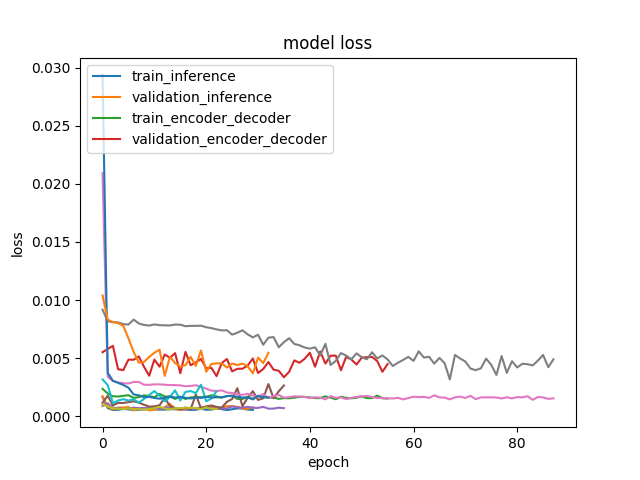 model loss
0.030
0.025
0.020
0.015
0.010
0.005
0.000
loss
train_inference
validation_inference
train_encoder_decoder
validation_encoder_decoder
0 20 40 60 80
epoch